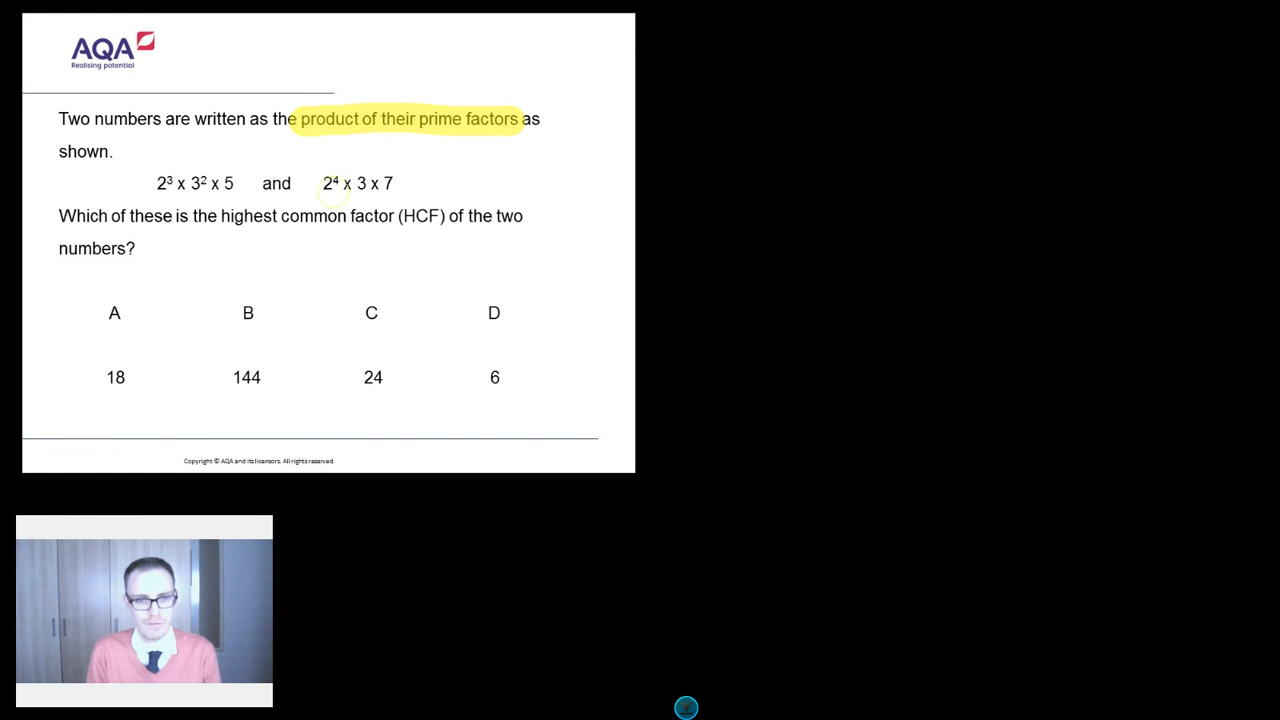 AQA
Realising potential
Two numbers are written as the product of their prime factors as
shown.
2³ x 3² x 5 and 2⁴ x 3 x 7
Which of these is the highest common factor (HCF) of the two
numbers?
A B C D
18 144 24 6
Copyright © AQA and its licensors. All rights reserved.